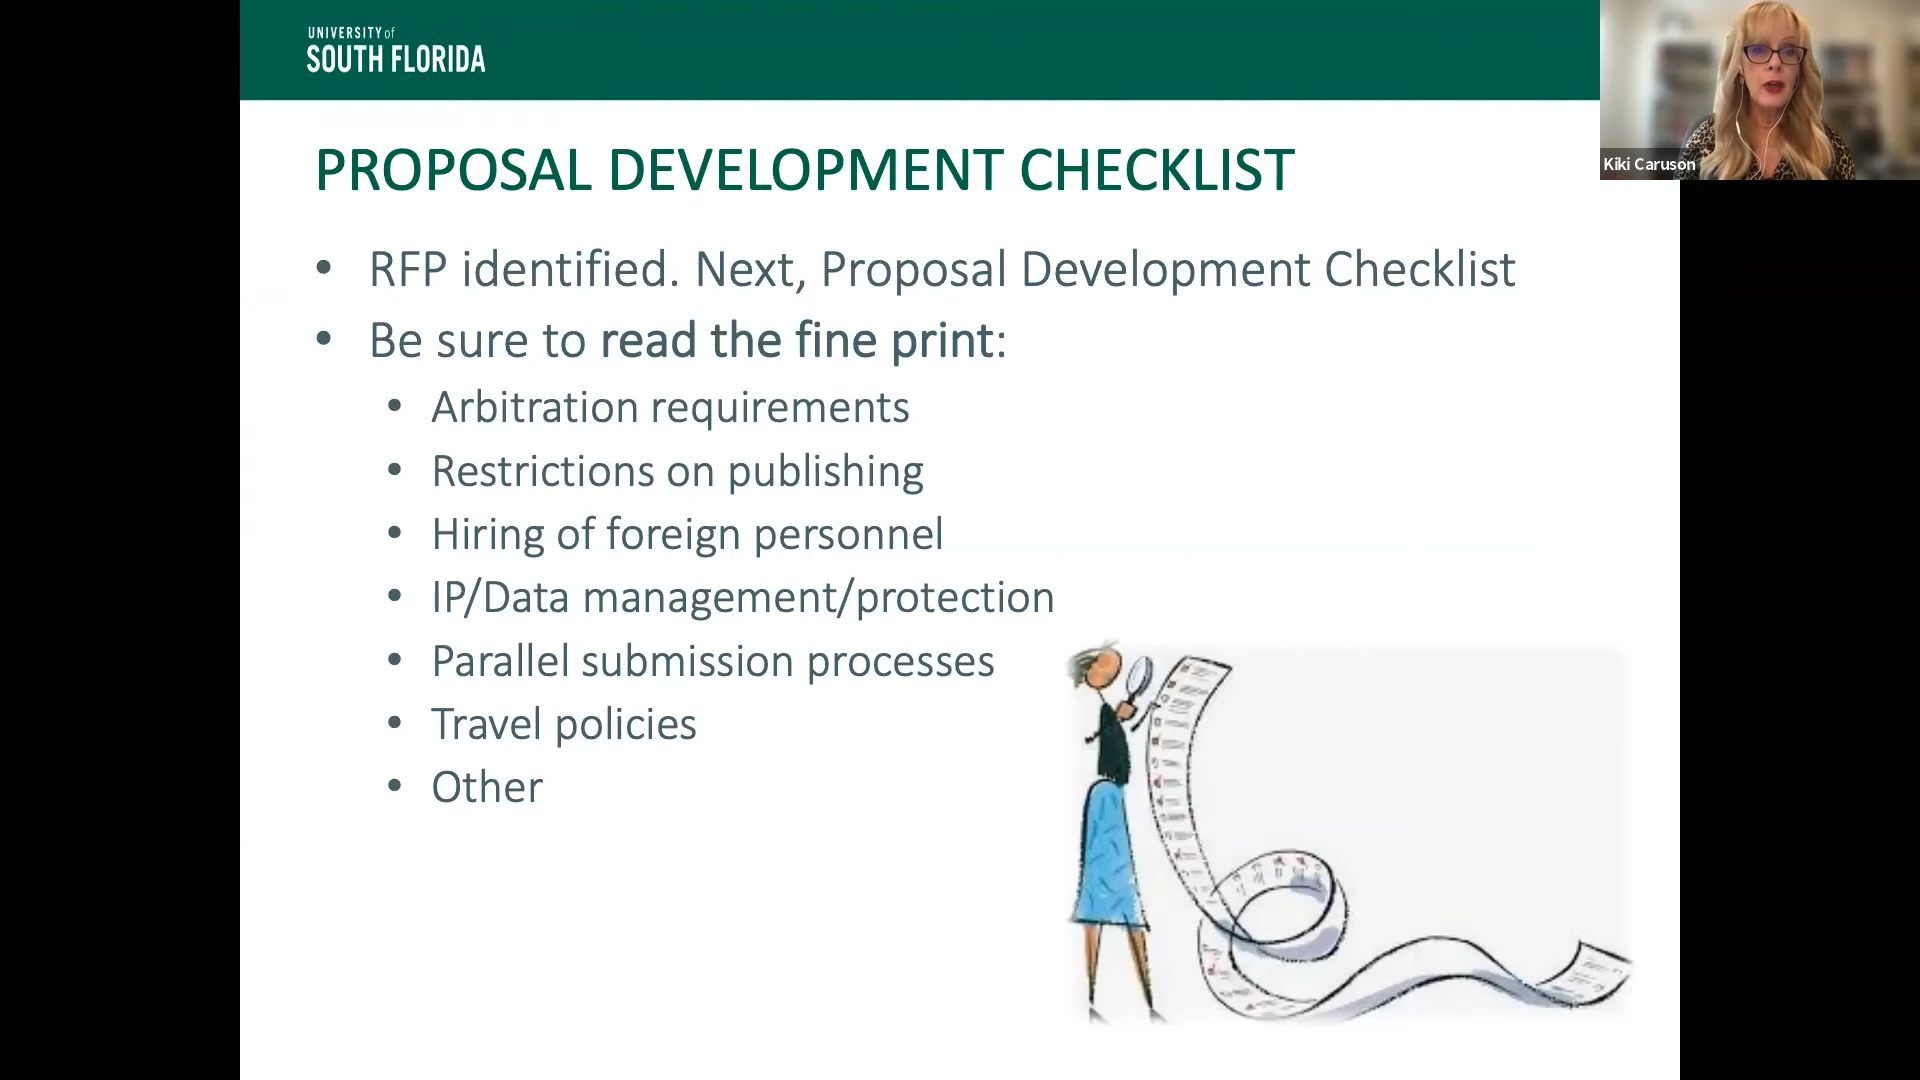 UNIVERSITY of
SOUTH FLORIDA
Kiki Caruson
PROPOSAL DEVELOPMENT CHECKLIST
• RFP identified. Next, Proposal Development Checklist
• Be sure to read the fine print:
• Arbitration requirements
• Restrictions on publishing
• Hiring of foreign personnel
• IP/Data management/protection
• Parallel submission processes
• Travel policies
• Other